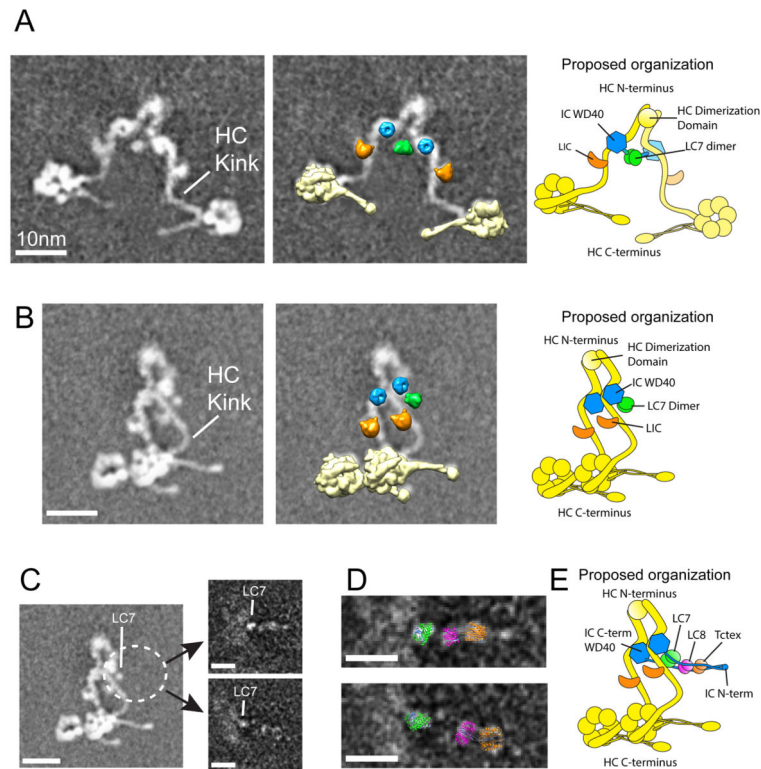 A
HC
Kink
10nm
Proposed organization
HC N-terminus
IC WD40
HC Dimerization
Domain
LIC
LC7 dimer
HC C-terminus
B
HC
Kink
Proposed organization
HC N-terminus
HC Dimerization
Domain
IC WD40
LC7 Dimer
LIC
HC C-terminus
C
LC7
LC7
LC7
D
E
Proposed organization
HC N-terminus
LC7
IC C-term
WD40
LC8
Tctex
IC N-term
HC C-terminus